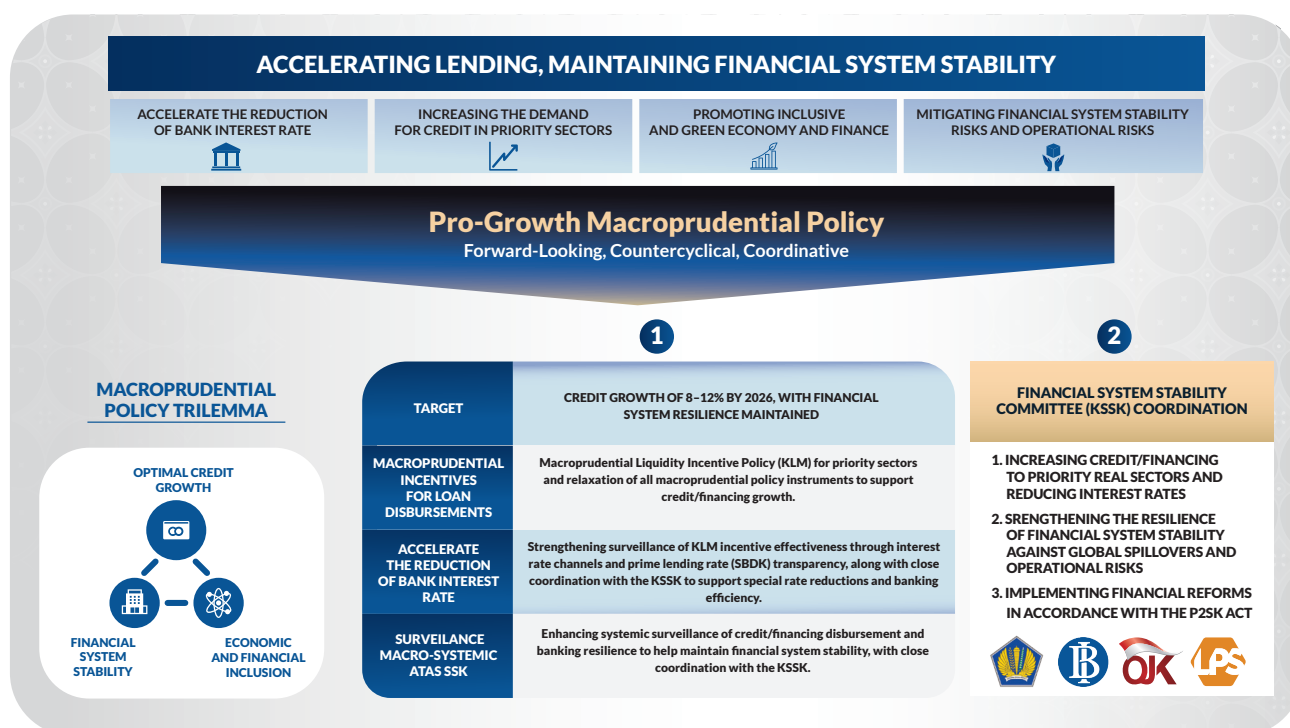 ACCELERATING LENDING, MAINTAINING FINANCIAL SYSTEM STABILITY
ACCELERATE THE REDUCTION
OF BANK INTEREST RATE
INCREASING THE DEMAND
FOR CREDIT IN PRIORITY SECTORS
PROMOTING INCLUSIVE
AND GREEN ECONOMY AND FINANCE
MITIGATING FINANCIAL SYSTEM STABILITY
RISKS AND OPERATIONAL RISKS
Pro-Growth Macroprudential Policy
Forward-Looking, Countercyclical, Coordinative
MACROPRUDENTIAL
POLICY TRILEMMA
OPTIMAL CREDIT
GROWTH
FINANCIAL
SYSTEM
STABILITY
ECONOMIC
AND FINANCIAL
INCLUSION
1
TARGET
CREDIT GROWTH OF 8–12% BY 2026, WITH FINANCIAL
SYSTEM RESILIENCE MAINTAINED
MACROPRUDENTIAL
INCENTIVES
FOR LOAN
DISBURSEMENTS
Macroprudential Liquidity Incentive Policy (KLM) for priority sectors
and relaxation of all macroprudential policy instruments to support
credit/financing growth.
ACCELERATE
THE REDUCTION
OF BANK INTEREST
RATE
Strengthening surveillance of KLM incentive effectiveness through interest
rate channels and prime lending rate (SBDK) transparency, along with close
coordination with the KSSK to support special rate reductions and banking
efficiency.
SURVEILANCE
MACRO-SYSTEMIC
ATAS SSK
Enhancing systemic surveillance of credit/financing disbursement and
banking resilience to help maintain financial system stability, with close
coordination with the KSSK.
2
FINANCIAL SYSTEM STABILITY
COMMITTEE (KSSK) COORDINATION
1. INCREASING CREDIT/FINANCING
TO PRIORITY REAL SECTORS AND
REDUCING INTEREST RATES
2. SRENGTHENING THE RESILIENCE
OF FINANCIAL SYSTEM STABILITY
AGAINST GLOBAL SPILLOVERS AND
OPERATIONAL RISKS
3. IMPLEMENTING FINANCIAL REFORMS
IN ACCORDANCE WITH THE P2SK ACT
BI
OJK
LPS